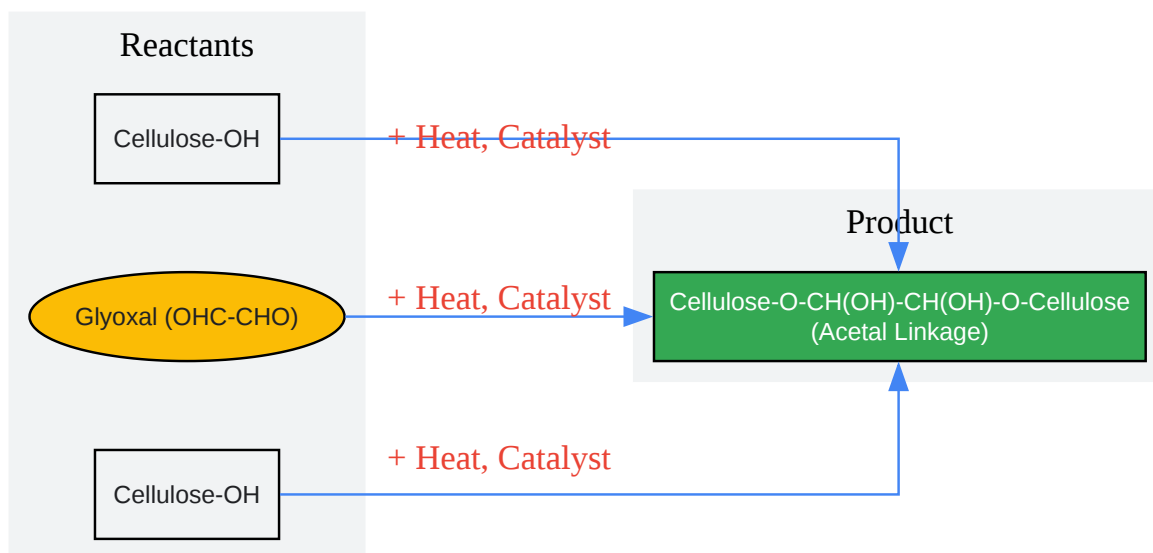 Reactants
Cellulose-OH
+ Heat, Catalyst
Product
Glyoxal (OHC-CHO)
+ Heat, Catalyst
Cellulose-O-CH(OH)-CH(OH)-O-Cellulose
(Acetal Linkage)
+ Heat, Catalyst
Cellulose-OH